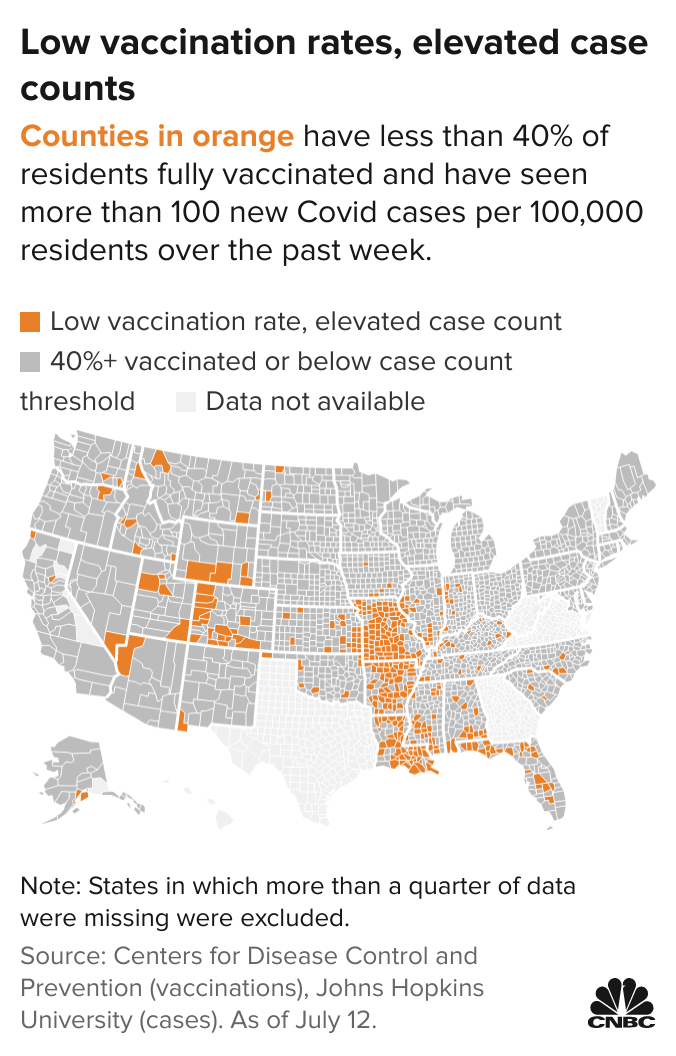 Low vaccination rates, elevated case
counts
Counties in orange have less than 40% of
residents fully vaccinated and have seen
more than 100 new Covid cases per 100,000
residents over the past week.
Low vaccination rate, elevated case count
40%+ vaccinated or below case count
threshold Data not available
Note: States in which more than a quarter of data
were missing were excluded.
Source: Centers for Disease Control and
Prevention (vaccinations), Johns Hopkins
University (cases). As of July 12.
CNBC